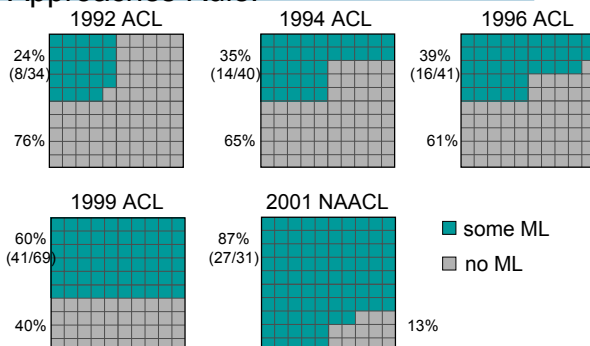 1992 ACL
24%
(8/34)
76%
1994 ACL
35%
(14/40)
65%
1996 ACL
39%
(16/41)
61%
1999 ACL
60%
(41/69)
40%
2001 NAACL
87%
(27/31)
13%
some ML
no ML